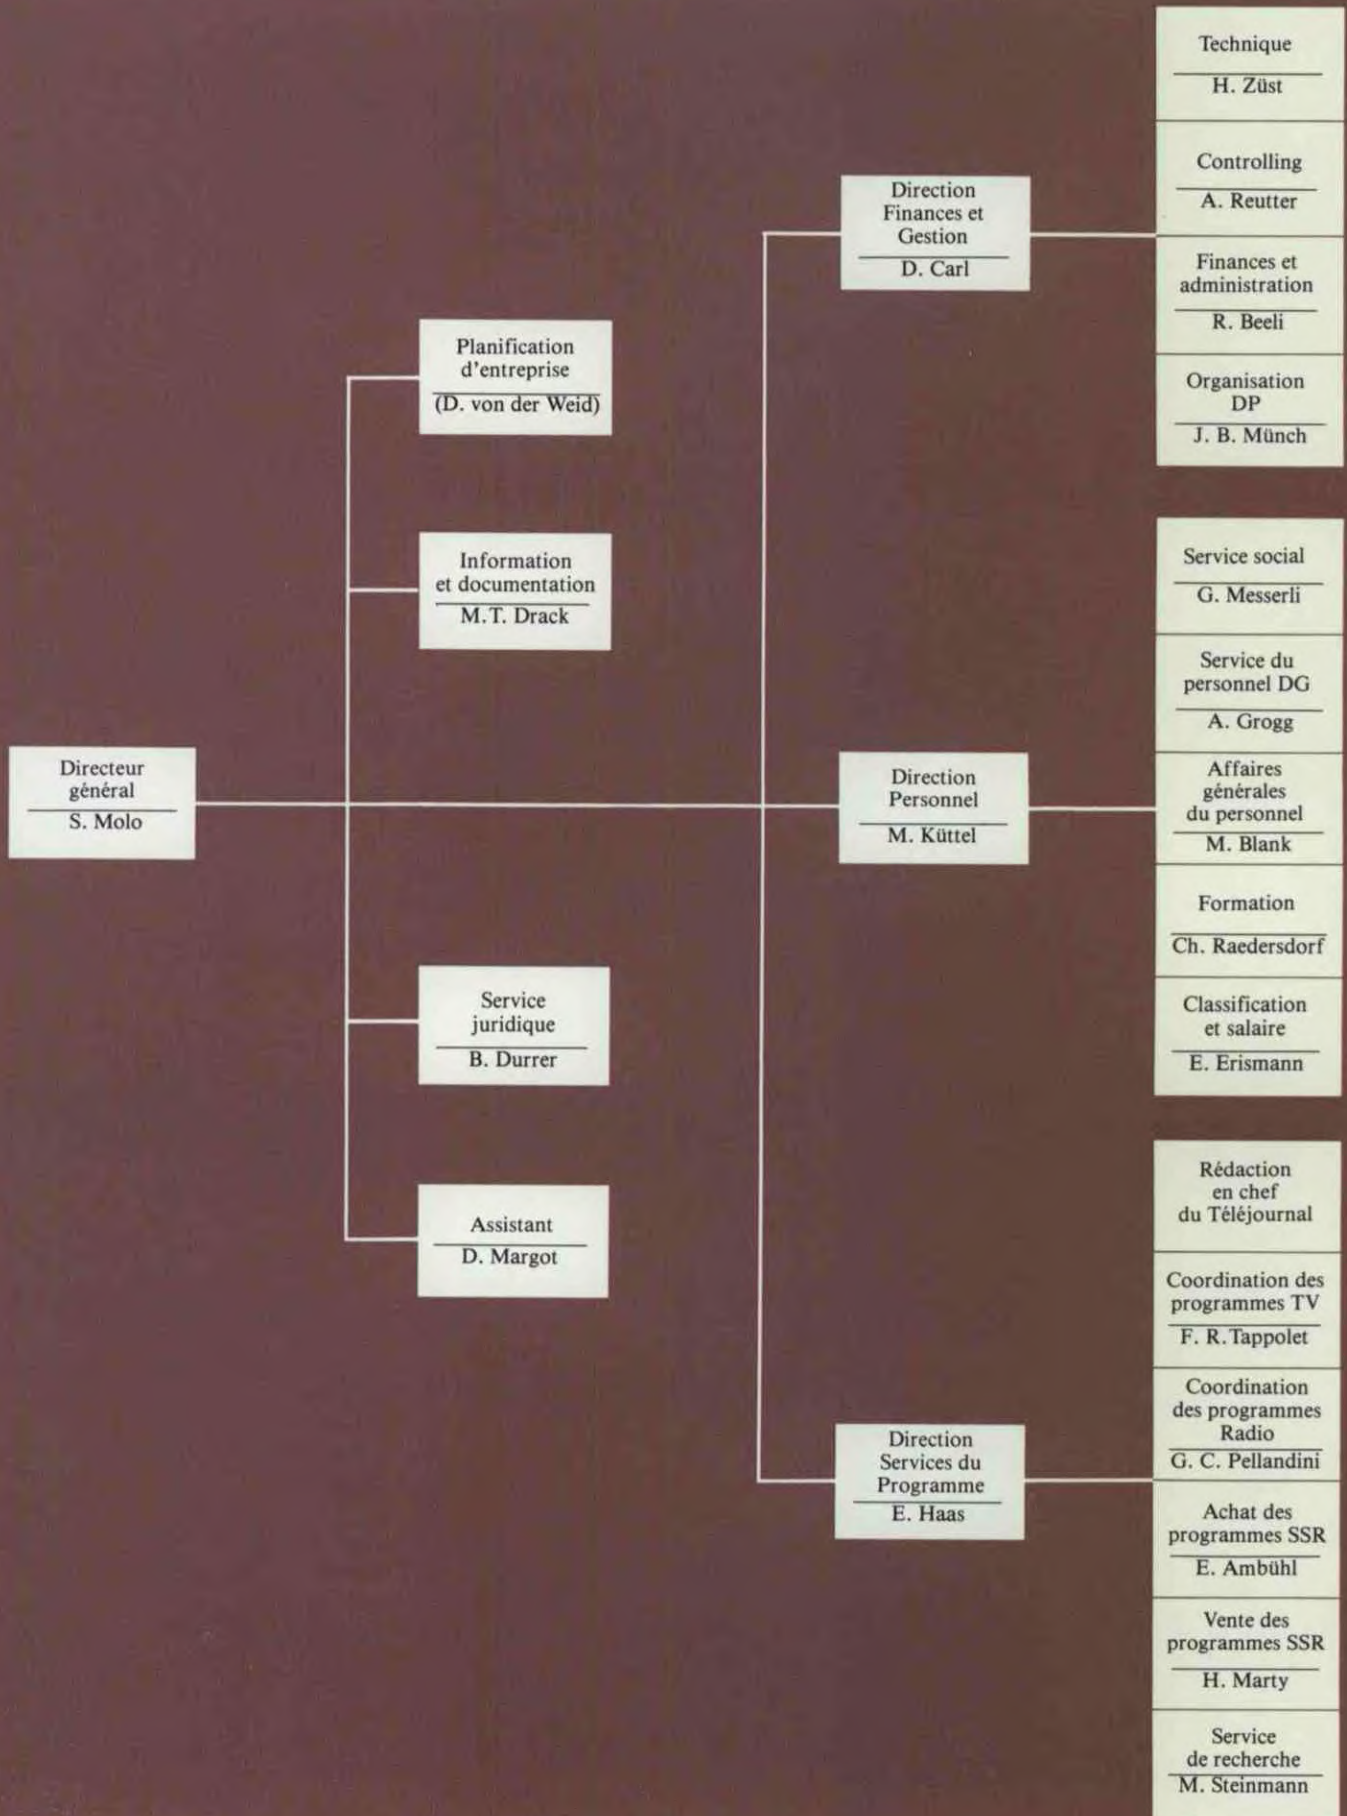 Directeur
général
S. Molo
Planification
d'entreprise
(D. von der Weid)
Information
et documentation
M.T. Drack
Service
juridique
B. Durrer
Assistant
D. Margot
Direction
Finances et
Gestion
D. Carl
Technique
H. Züst
Controlling
A. Reutter
Finances et
administration
R. Beeli
Organisation
DP
J. B. Münch
Direction
Personnel
M. Küttel
Service social
G. Messerli
Service du
personnel DG
A. Grogg
Affaires
générales
du personnel
M. Blank
Formation
Ch. Raedersdorf
Classification
et salaire
E. Erismann
Direction
Services du
Programme
E. Haas
Rédaction
en chef
du Téléjournal
Coordination des
programmes TV
F. R. Tappolet
Coordination
des programmes
Radio
G. C. Pellandini
Achat des
programmes SSR
E. Ambühl
Vente des
programmes SSR
H. Marty
Service
de recherche
M. Steinmann